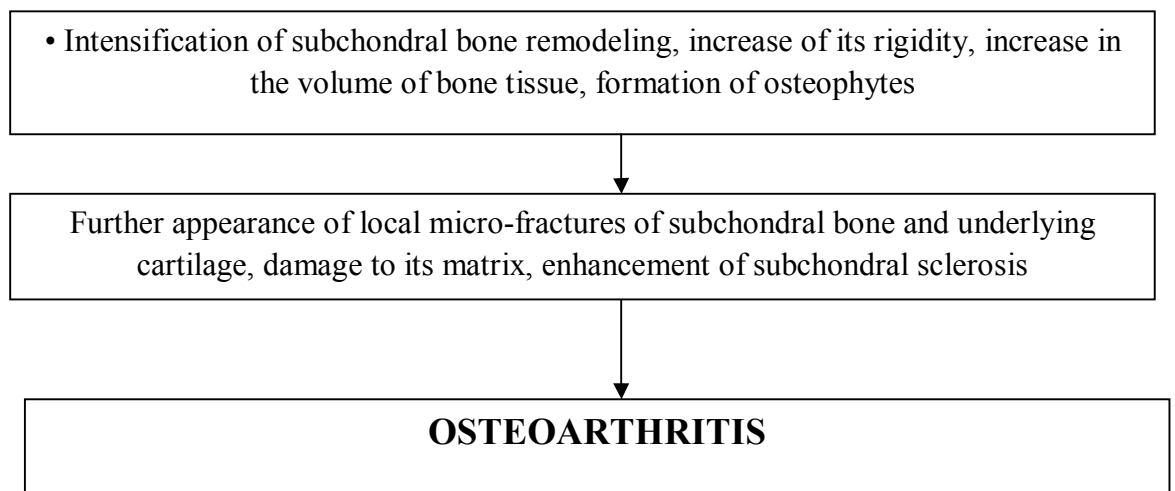 • Intensification of subchondral bone remodeling, increase of its rigidity, increase in
the volume of bone tissue, formation of osteophytes
Further appearance of local micro-fractures of subchondral bone and underlying
cartilage, damage to its matrix, enhancement of subchondral sclerosis
OSTEOARTHRITIS